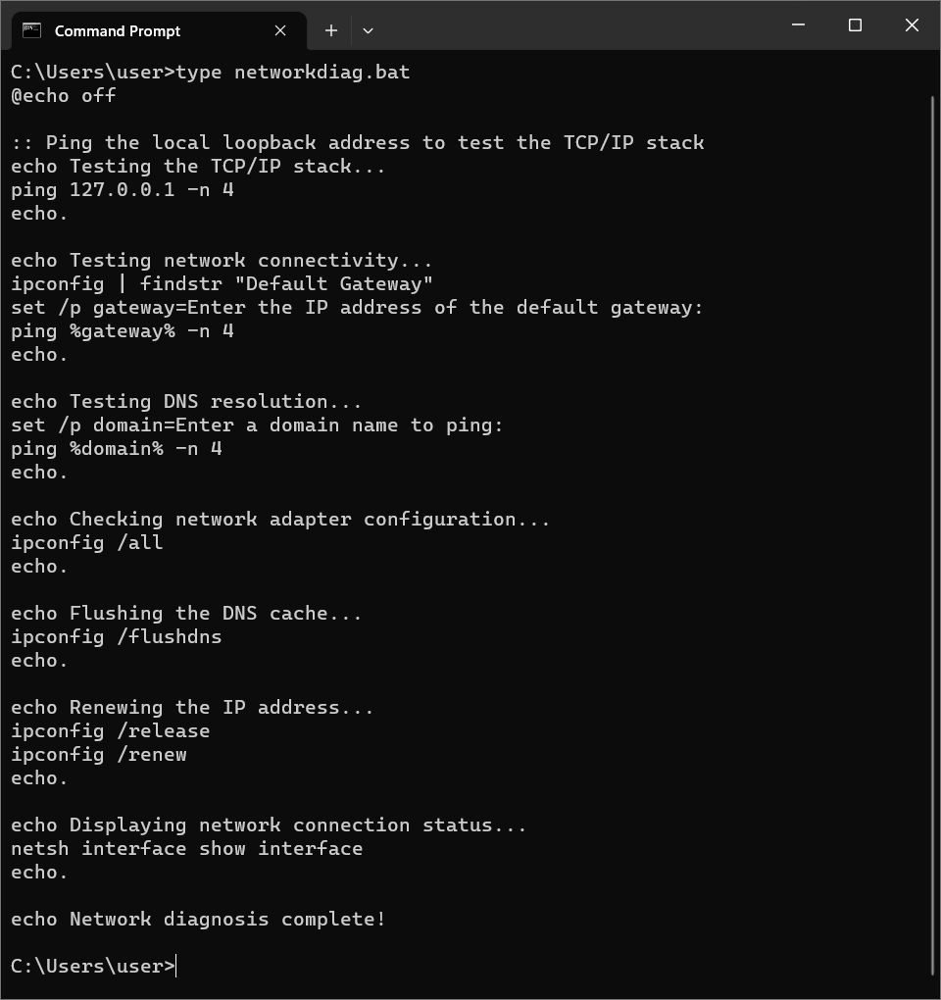 Command Prompt
C:\Users\user>type networkdiag.bat
@echo off

:: Ping the local loopback address to test the TCP/IP stack
echo Testing the TCP/IP stack...
ping 127.0.0.1 -n 4
echo.

echo Testing network connectivity...
ipconfig | findstr "Default Gateway"
set /p gateway=Enter the IP address of the default gateway:
ping %gateway% -n 4
echo.

echo Testing DNS resolution...
set /p domain=Enter a domain name to ping:
ping %domain% -n 4
echo.

echo Checking network adapter configuration...
ipconfig /all
echo.

echo Flushing the DNS cache...
ipconfig /flushdns
echo.

echo Renewing the IP address...
ipconfig /release
ipconfig /renew
echo.

echo Displaying network connection status...
netsh interface show interface
echo.

echo Network diagnosis complete!

C:\Users\user>